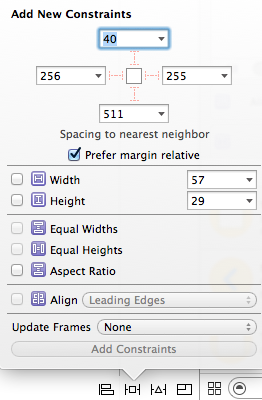 Add New Constraints
40
256 255
511
Spacing to nearest neighbor
Prefer margin relative
Width 57
Height 29
Equal Widths
Equal Heights
Aspect Ratio
Align Leading Edges
Update Frames None
Add Constraints